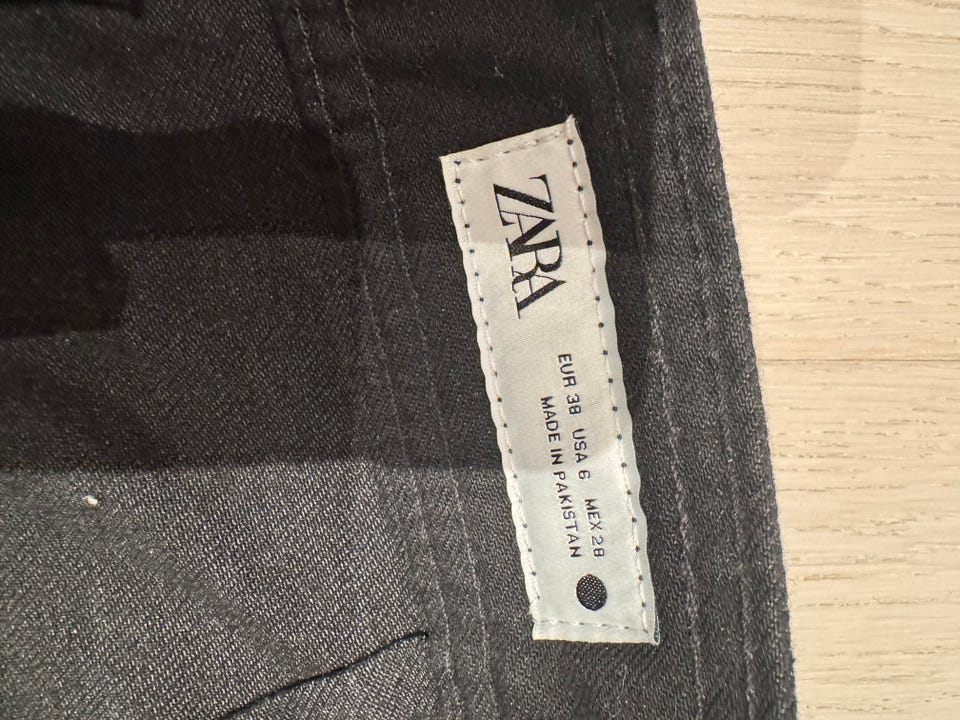 ZARA
EUR 38 USA 6 MEX 28
MADE IN PAKISTAN